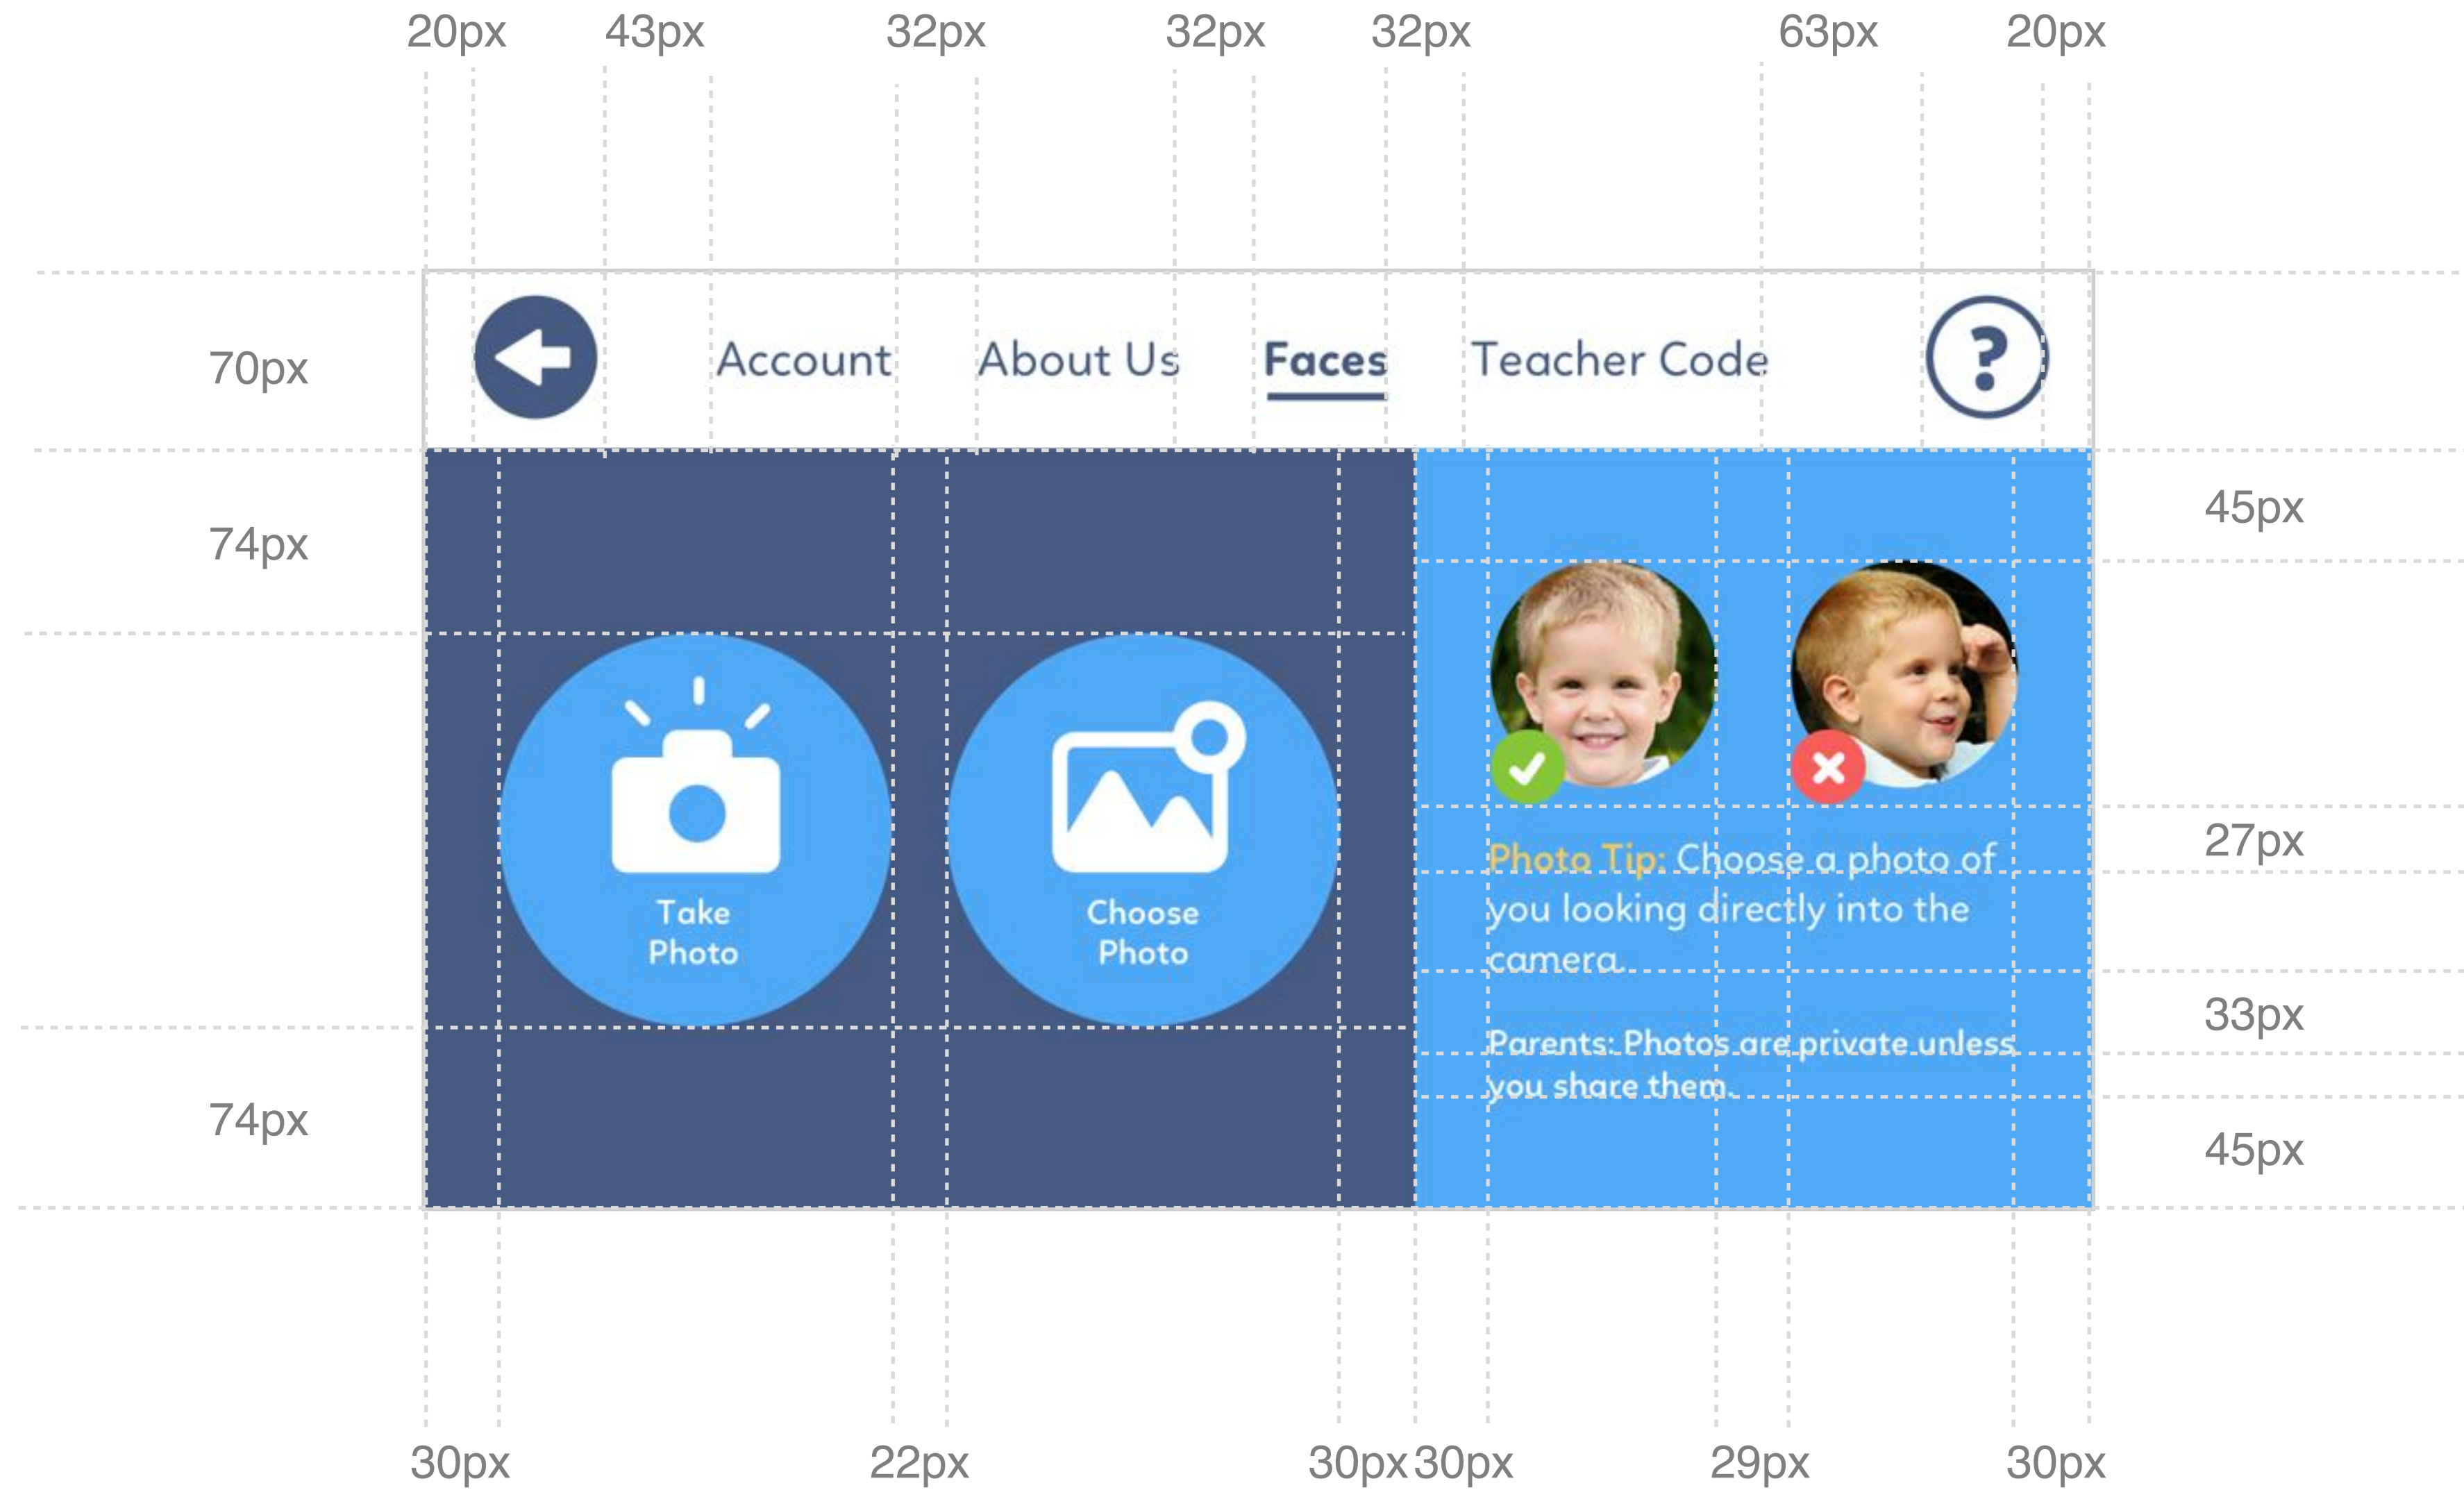 20px 43px 32px 32px 32px 63px 20px
70px
Account About Us Faces Teacher Code ?
74px
45px
Take
Photo
Choose
Photo
27px
Photo Tip: Choose a photo of
you looking directly into the
camera.
33px
Parents: Photos are private unless
you share them.
74px
45px
30px 22px 30px 30px 29px 30px